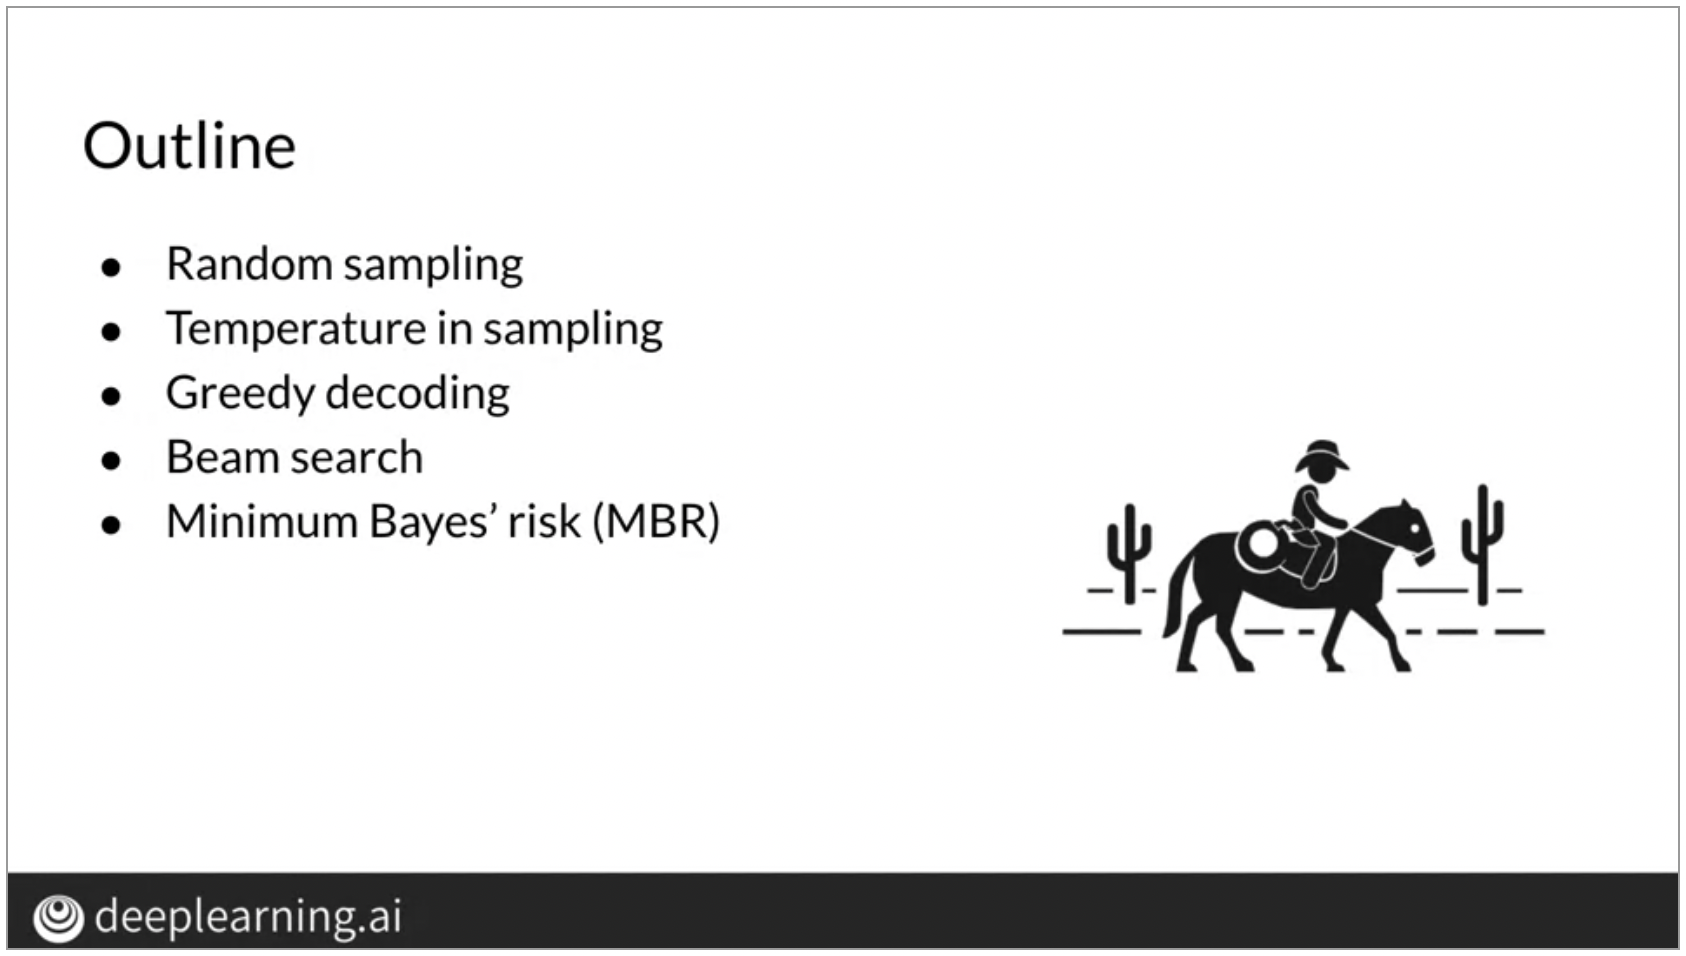 Outline
● Random sampling
● Temperature in sampling
● Greedy decoding
● Beam search
● Minimum Bayes’ risk (MBR)
deeplearning.ai